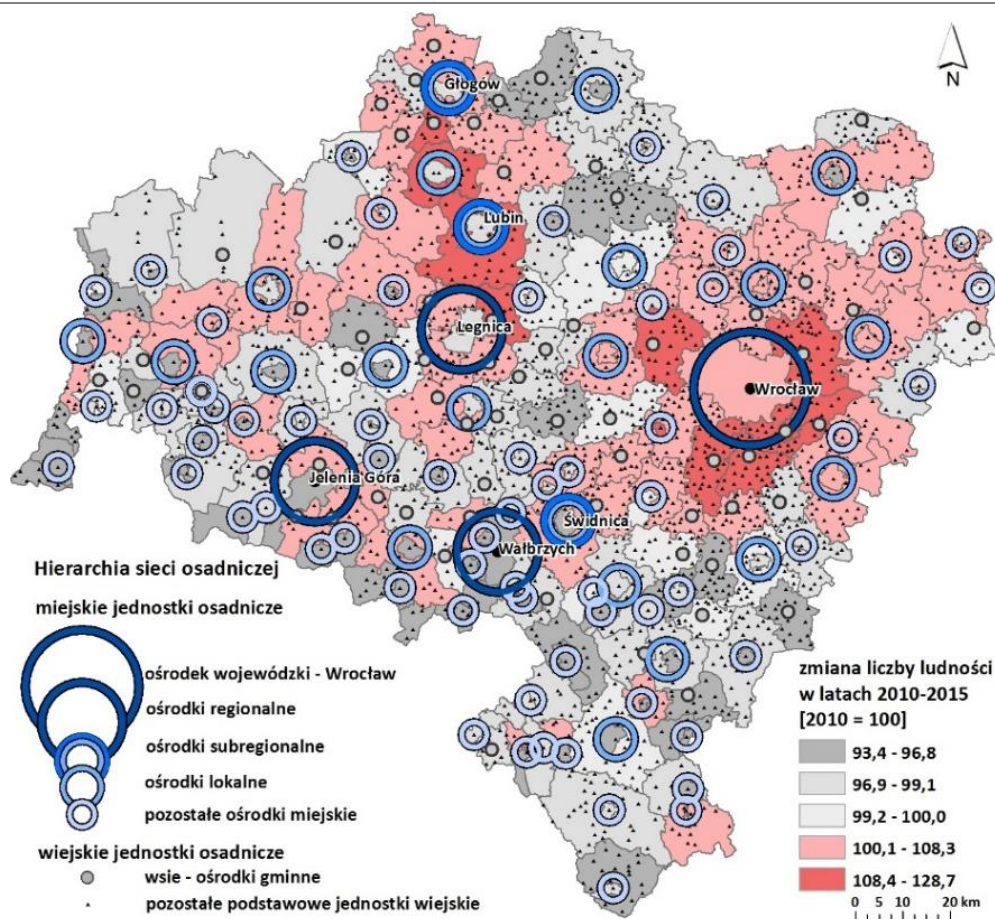 N
Głogów
Lubin
Legnica
Wrocław
Jelenia Góra
Świdnica
Wałbrzych
Hierarchia sieci osadniczej
miejskie jednostki osadnicze
ośrodek wojewódzki - Wrocław
ośrodki regionalne
ośrodki subregionalne
ośrodki lokalne
pozostałe ośrodki miejskie
wiejskie jednostki osadnicze
wsie - ośrodki gminne
pozostałe podstawowe jednostki wiejskie
zmiana liczby ludności
w latach 2010-2015
[2010 = 100]
93,4 - 96,8
96,9 - 99,1
99,2 - 100,0
100,1 - 108,3
108,4 - 128,7
0 5 10 20 km